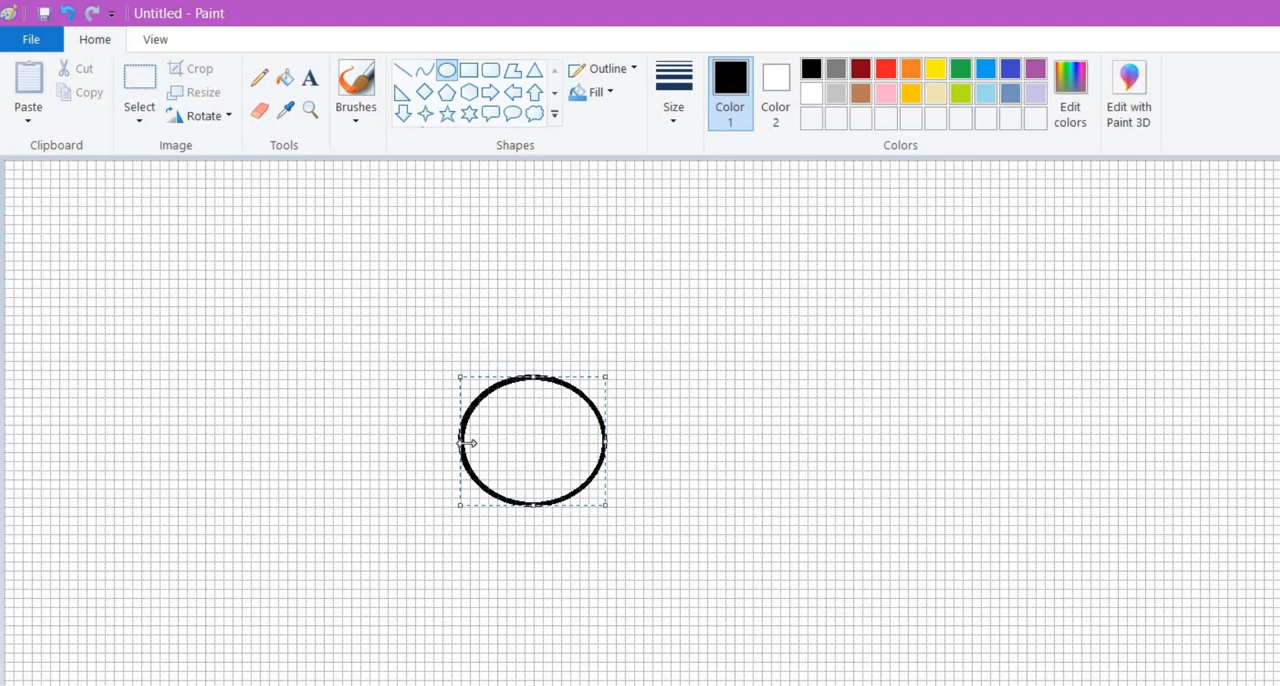 Untitled - Paint
File Home View
Paste
Cut
Copy
Clipboard
Select
Crop
Resize
Rotate
Image
A
Tools
Brushes
Outline
Fill
Shapes
Size
Color 1
Color 2
Edit colors
Colors
Edit with Paint 3D